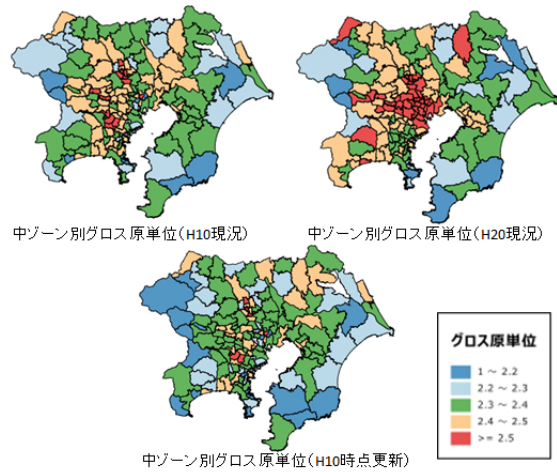 中ゾーン別グロス原単位(H10現況)
中ゾーン別グロス原単位(H20現況)
中ゾーン別グロス原単位(H10時点更新)
グロス原単位
1 ～ 2.2
2.2 ～ 2.3
2.3 ～ 2.4
2.4 ～ 2.5
>= 2.5